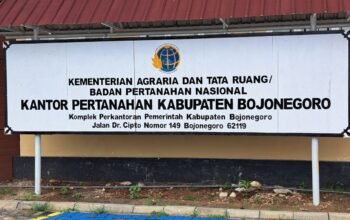 KEMENTERIAN AGRARIA DAN TATA RUANG/
BADAN PERTANAHAN NASIONAL
KANTOR PERTANAHAN KABUPATEN BOJONEGORO
Komplek Perkantoran Pemerintah Kabupaten Bojonegoro
Jalan Dr. Cipto Nomor 149 Bojonegoro 62119